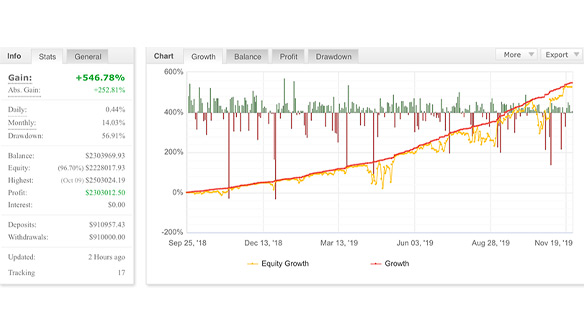 Info Stats General
Gain: +546.78%
Abs. Gain: +252.81%
Daily: 0.44%
Monthly: 14.03%
Drawdown: 56.91%
Balance: $2303969.93
Equity: (96.70%) $2228017.93
Highest: (Oct 09) $2503024.19
Profit: $2303012.50
Interest: $0.00
Deposits: $910957.43
Withdrawals: $910000.00
Updated: 2 Hours ago
Tracking 17
Chart Growth Balance Profit Drawdown More Export
600%
400%
200%
0%
-200%
Sep 25, '18 Dec 13, '18 Mar 13, '19 Jun 03, '19 Aug 28, '19 Nov 19, '19
Equity Growth Growth